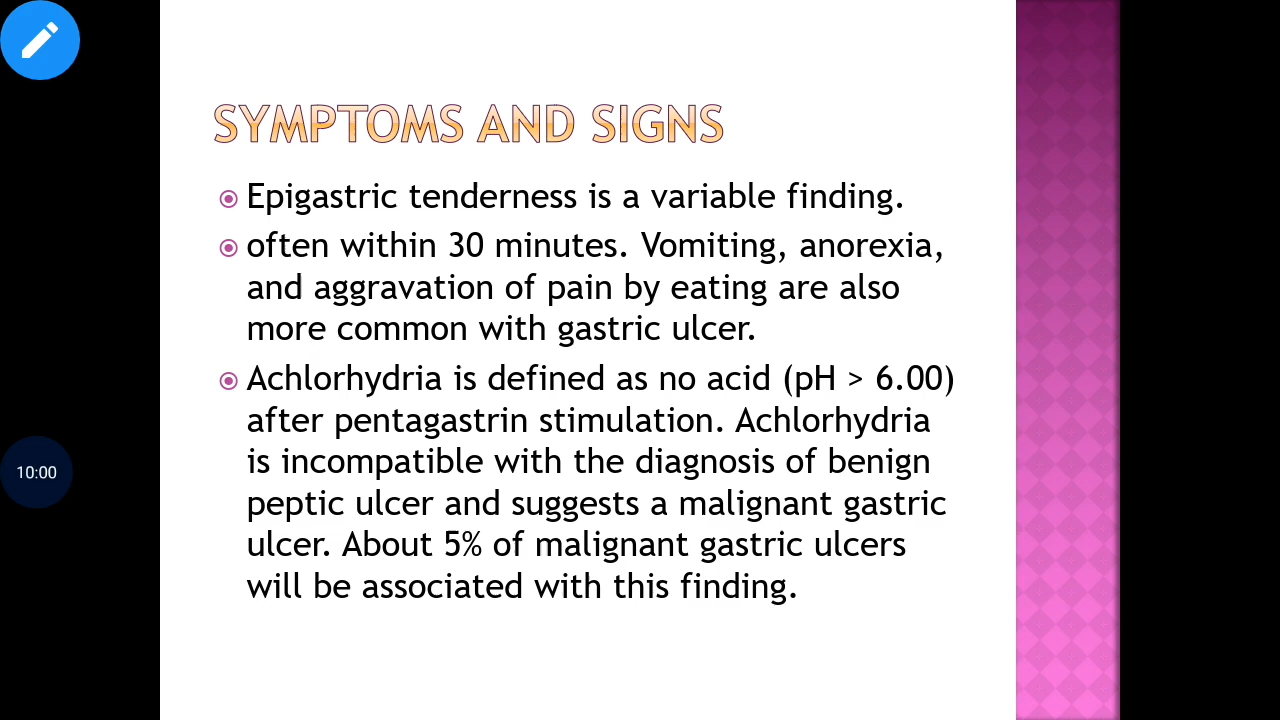 SYMPTOMS AND SIGNS
Epigastric tenderness is a variable finding.
often within 30 minutes. Vomiting, anorexia,
and aggravation of pain by eating are also
more common with gastric ulcer.
Achlorhydria is defined as no acid (pH > 6.00)
after pentagastrin stimulation. Achlorhydria
is incompatible with the diagnosis of benign
peptic ulcer and suggests a malignant gastric
ulcer. About 5% of malignant gastric ulcers
will be associated with this finding.
10:00